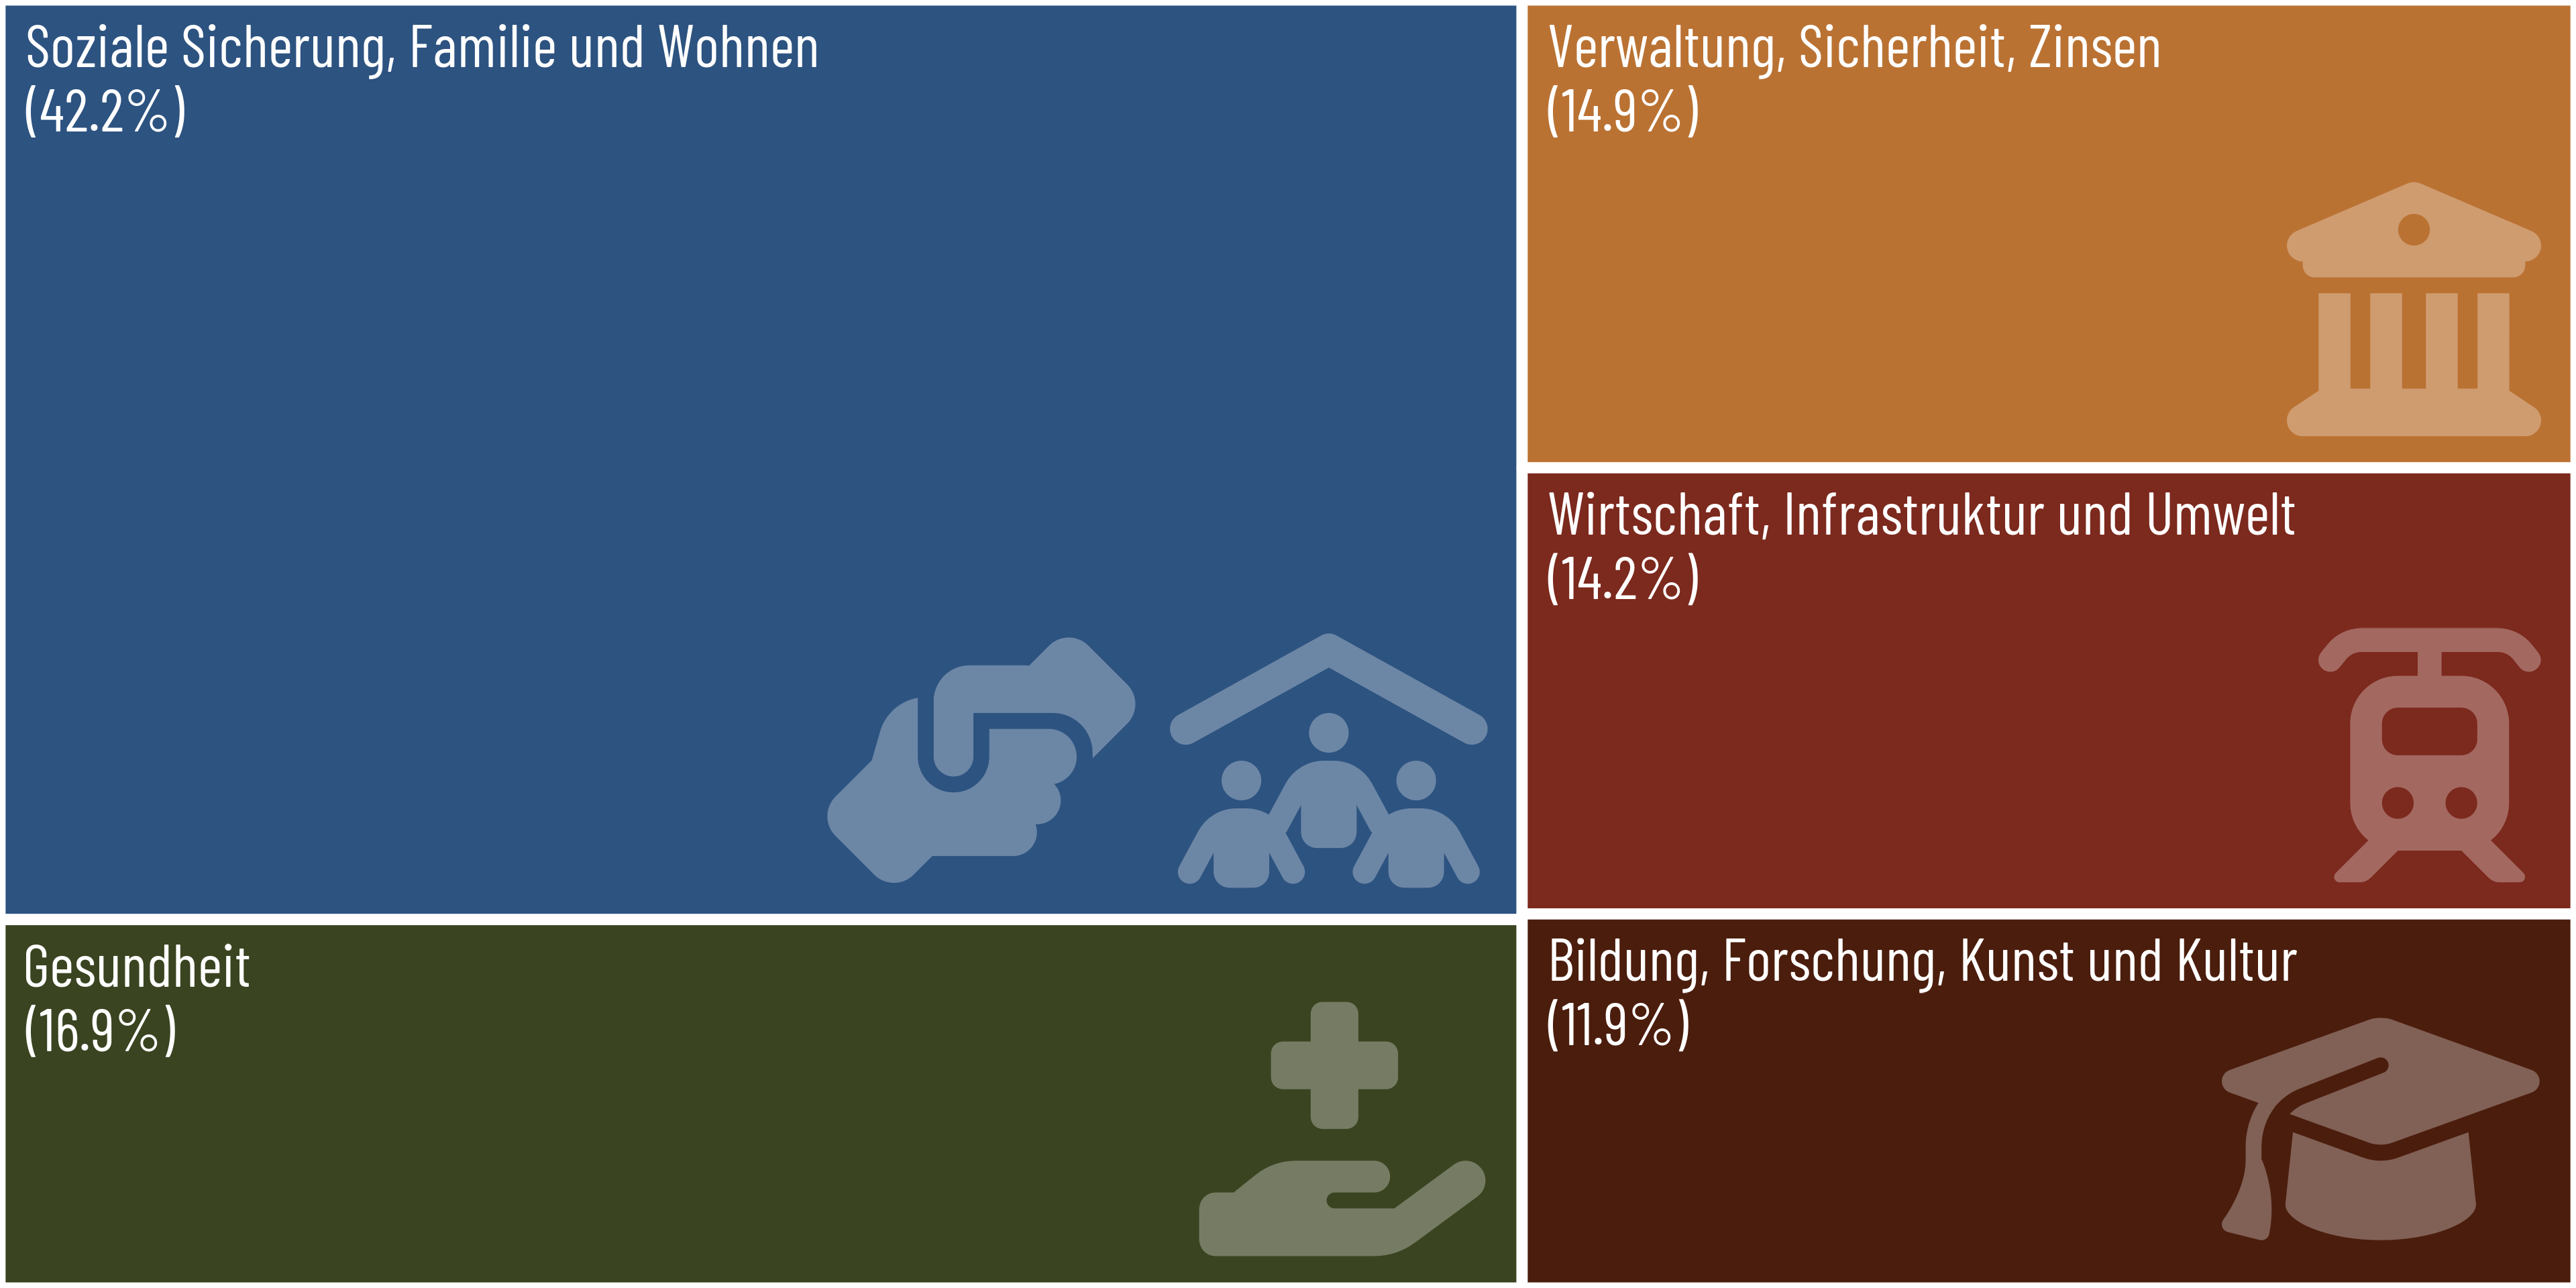 Soziale Sicherung, Familie und Wohnen
(42.2%)
Verwaltung, Sicherheit, Zinsen
(14.9%)
Wirtschaft, Infrastruktur und Umwelt
(14.2%)
Gesundheit
(16.9%)
Bildung, Forschung, Kunst und Kultur
(11.9%)